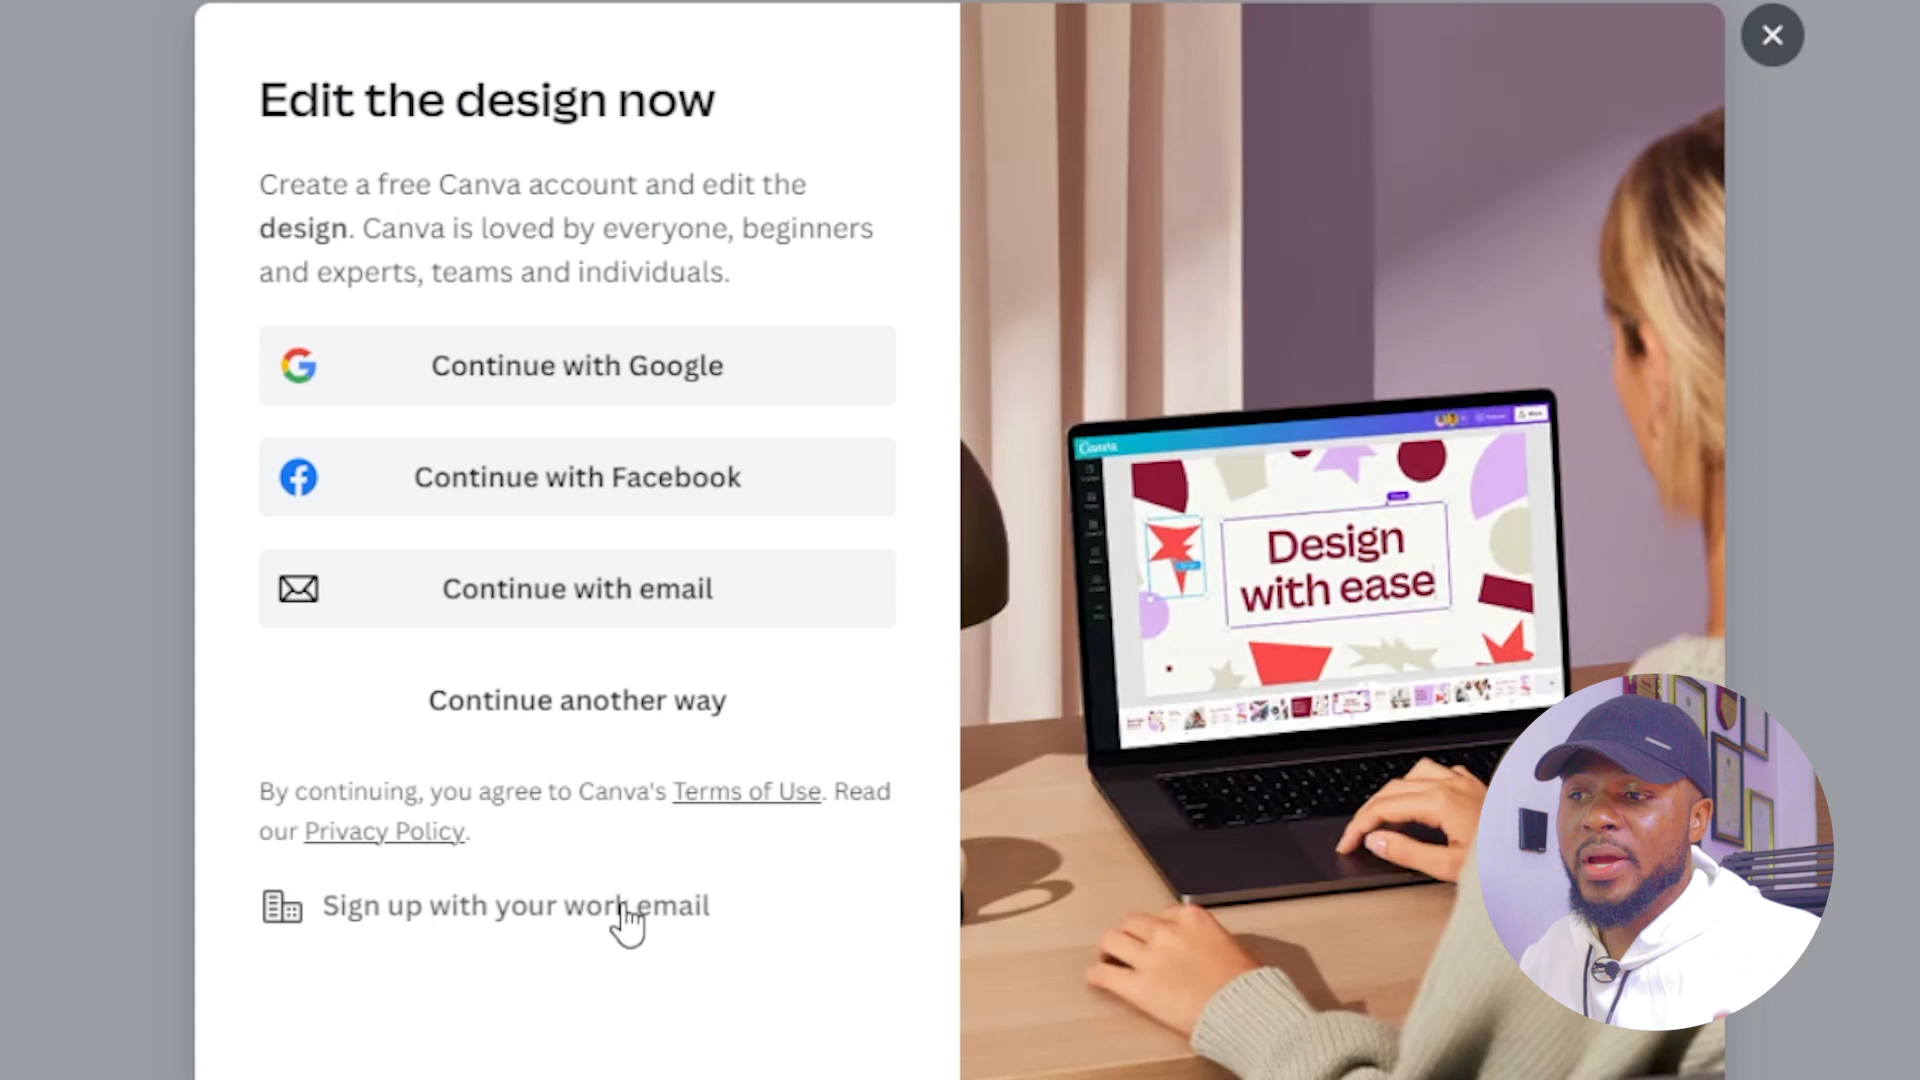 Edit the design now
Create a free Canva account and edit the
design. Canva is loved by everyone, beginners
and experts, teams and individuals.
Continue with Google
Continue with Facebook
Continue with email
Continue another way
By continuing, you agree to Canva's Terms of Use. Read
our Privacy Policy.
Sign up with your work email
Canva
Design
with ease